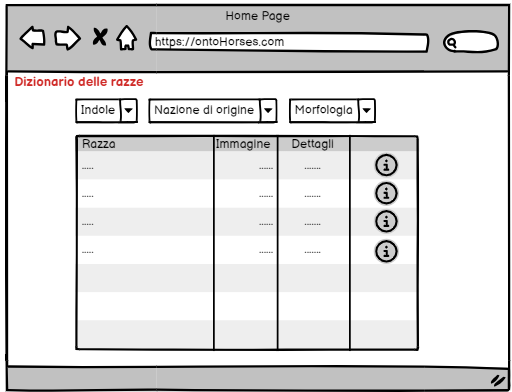 Home Page
https://ontoHorses.com
Dizionario delle razze
Indole Nazione di origine Morfologia
Razza Immagine Dettagli
..... ...... .......
..... ...... .......
..... ...... .......
..... ...... .......